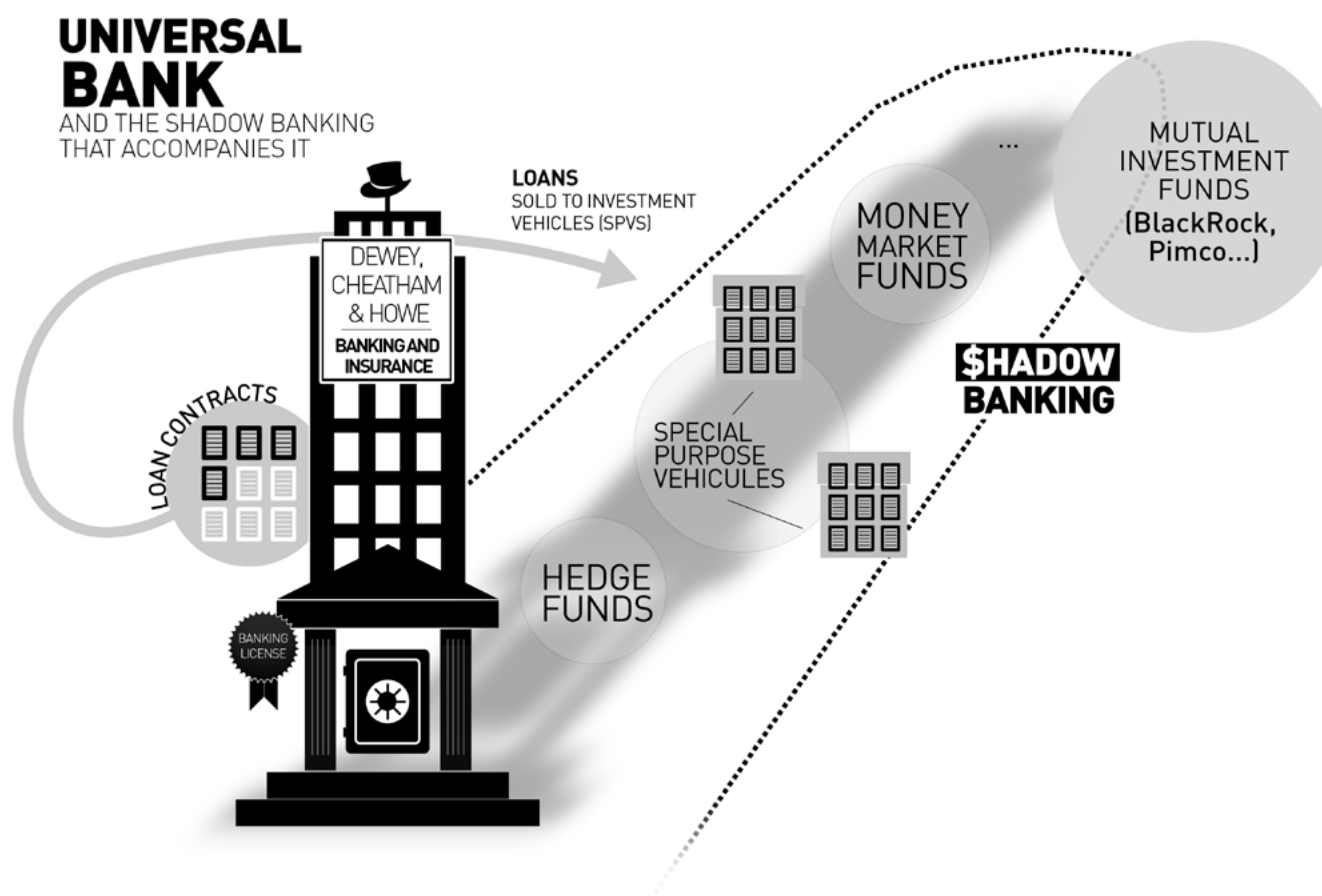 UNIVERSAL
BANK
AND THE SHADOW BANKING
THAT ACCOMPANIES IT
LOANS
SOLD TO INVESTMENT
VEHICLES (SPVS)
DEWEY,
CHEATHAM
& HOWE
BANKING AND
INSURANCE
LOAN CONTRACTS
BANKING
LICENSE
HEDGE
FUNDS
SPECIAL
PURPOSE
VEHICULES
MONEY
MARKET
FUNDS
...
MUTUAL
INVESTMENT
FUNDS
(BlackRock,
Pimco...)
$HADOW
BANKING